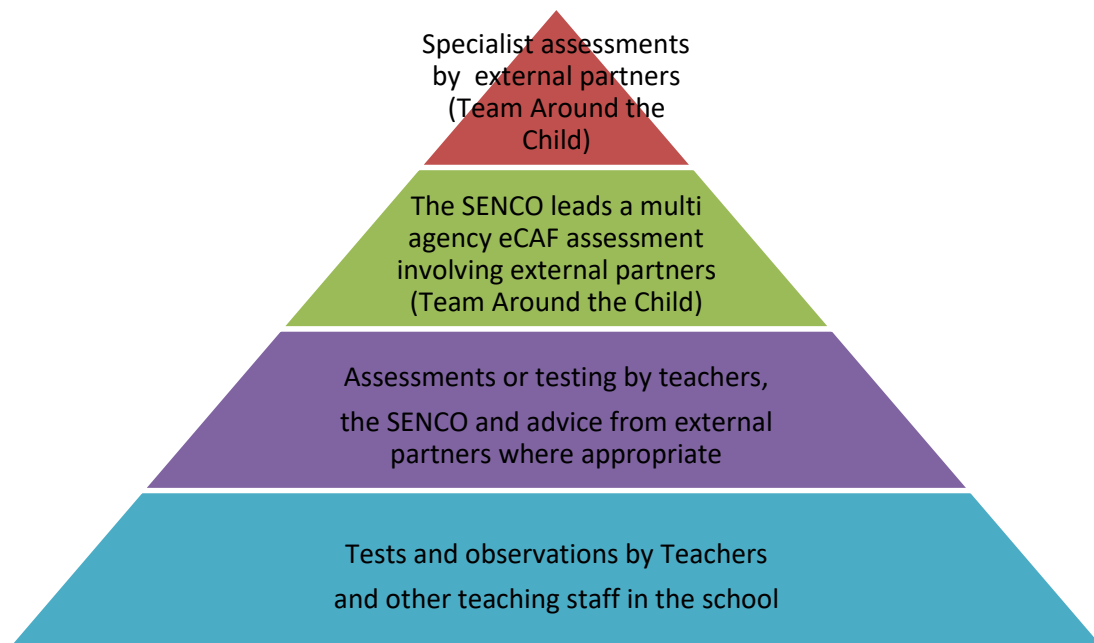 Specialist assessments
by external partners
(Team Around the
Child)
The SENCO leads a multi
agency eCAF assessment
involving external partners
(Team Around the Child)
Assessments or testing by teachers,
the SENCO and advice from external
partners where appropriate
Tests and observations by Teachers
and other teaching staff in the school